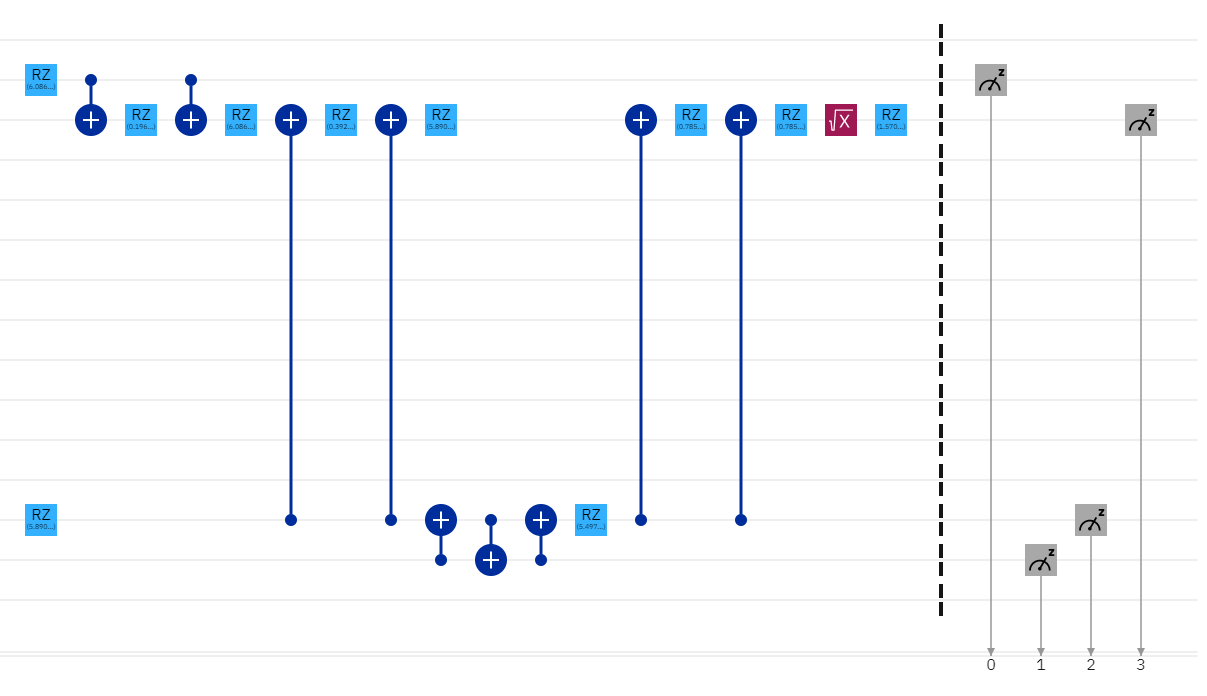 RZ
(6.086...)
RZ
(0.196...)
RZ
(6.086...)
RZ
(0.392...)
RZ
(5.890...)
RZ
(0.785...)
RZ
(0.785...)
√X
RZ
(1.570...)
RZ
(5.890...)
RZ
(5.497...)
z
z
z
z
0 1 2 3